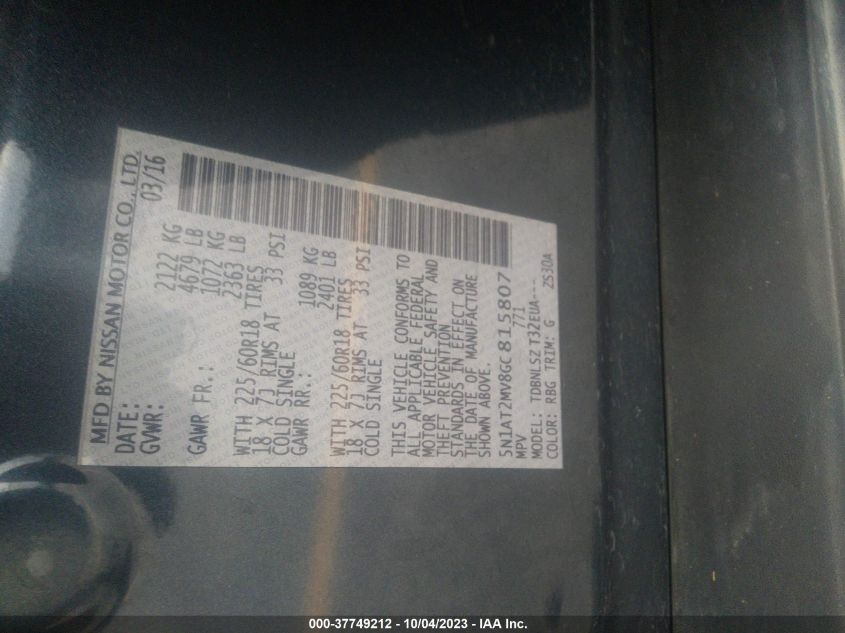 MFD BY NISSAN MOTOR CO., LTD.
DATE: 03/16
GVWR: 2122 KG
4679 LB
GAWR FR.: 1072 KG
2363 LB
WITH 225/60R18 TIRES
18 X 7J RIMS AT 33 PSI
COLD SINGLE
GAWR RR.: 1089 KG
2401 LB
WITH 225/60R18 TIRES
18 X 7J RIMS AT 33 PSI
COLD SINGLE
THIS VEHICLE CONFORMS TO
ALL APPLICABLE FEDERAL
MOTOR VEHICLE SAFETY AND
THEFT PREVENTION
STANDARDS IN EFFECT ON
THE DATE OF MANUFACTURE
SHOWN ABOVE.
5N1AT2MV8GC815807
MPV 771
MODEL: TDBNLSZ T32EUA---
COLOR: RBG TRIM: G 2S30A
000-37749212 - 10/04/2023 - IAA Inc.